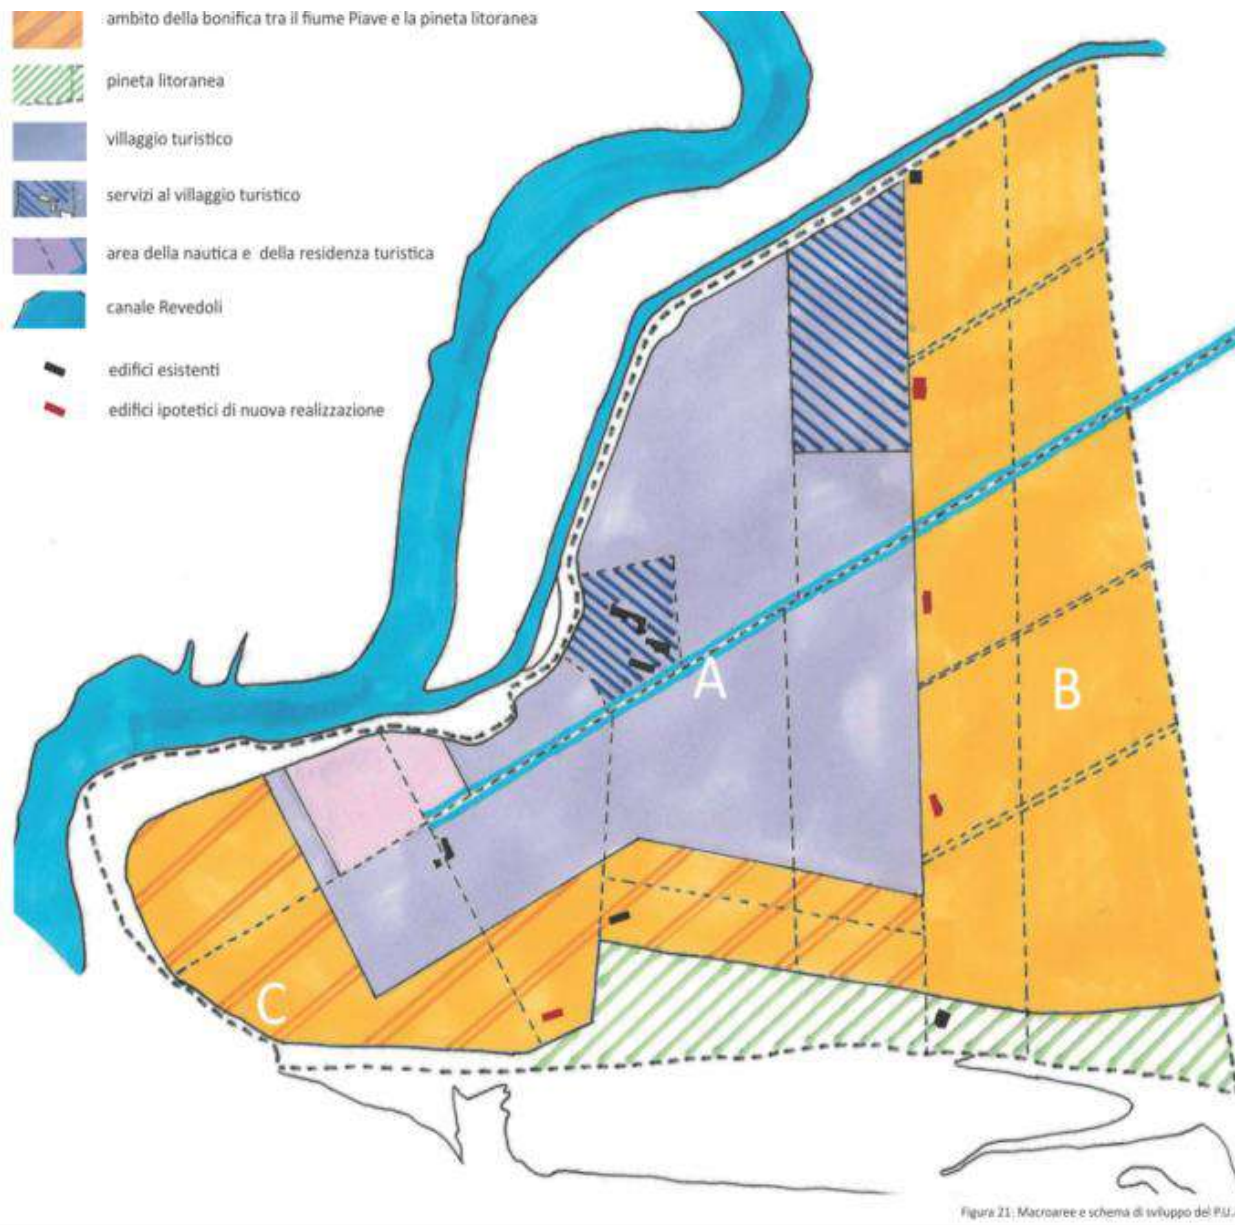 ambito della bonifica tra il fiume Piave e la pineta litoranea
pineta litoranea
villaggio turistico
servizi al villaggio turistico
area della nautica e della residenza turistica
canale Revedoli
edifici esistenti
edifici ipotetici di nuova realizzazione
A
B
C
Figura 21: Macroaree e schema di sviluppo del P.U.